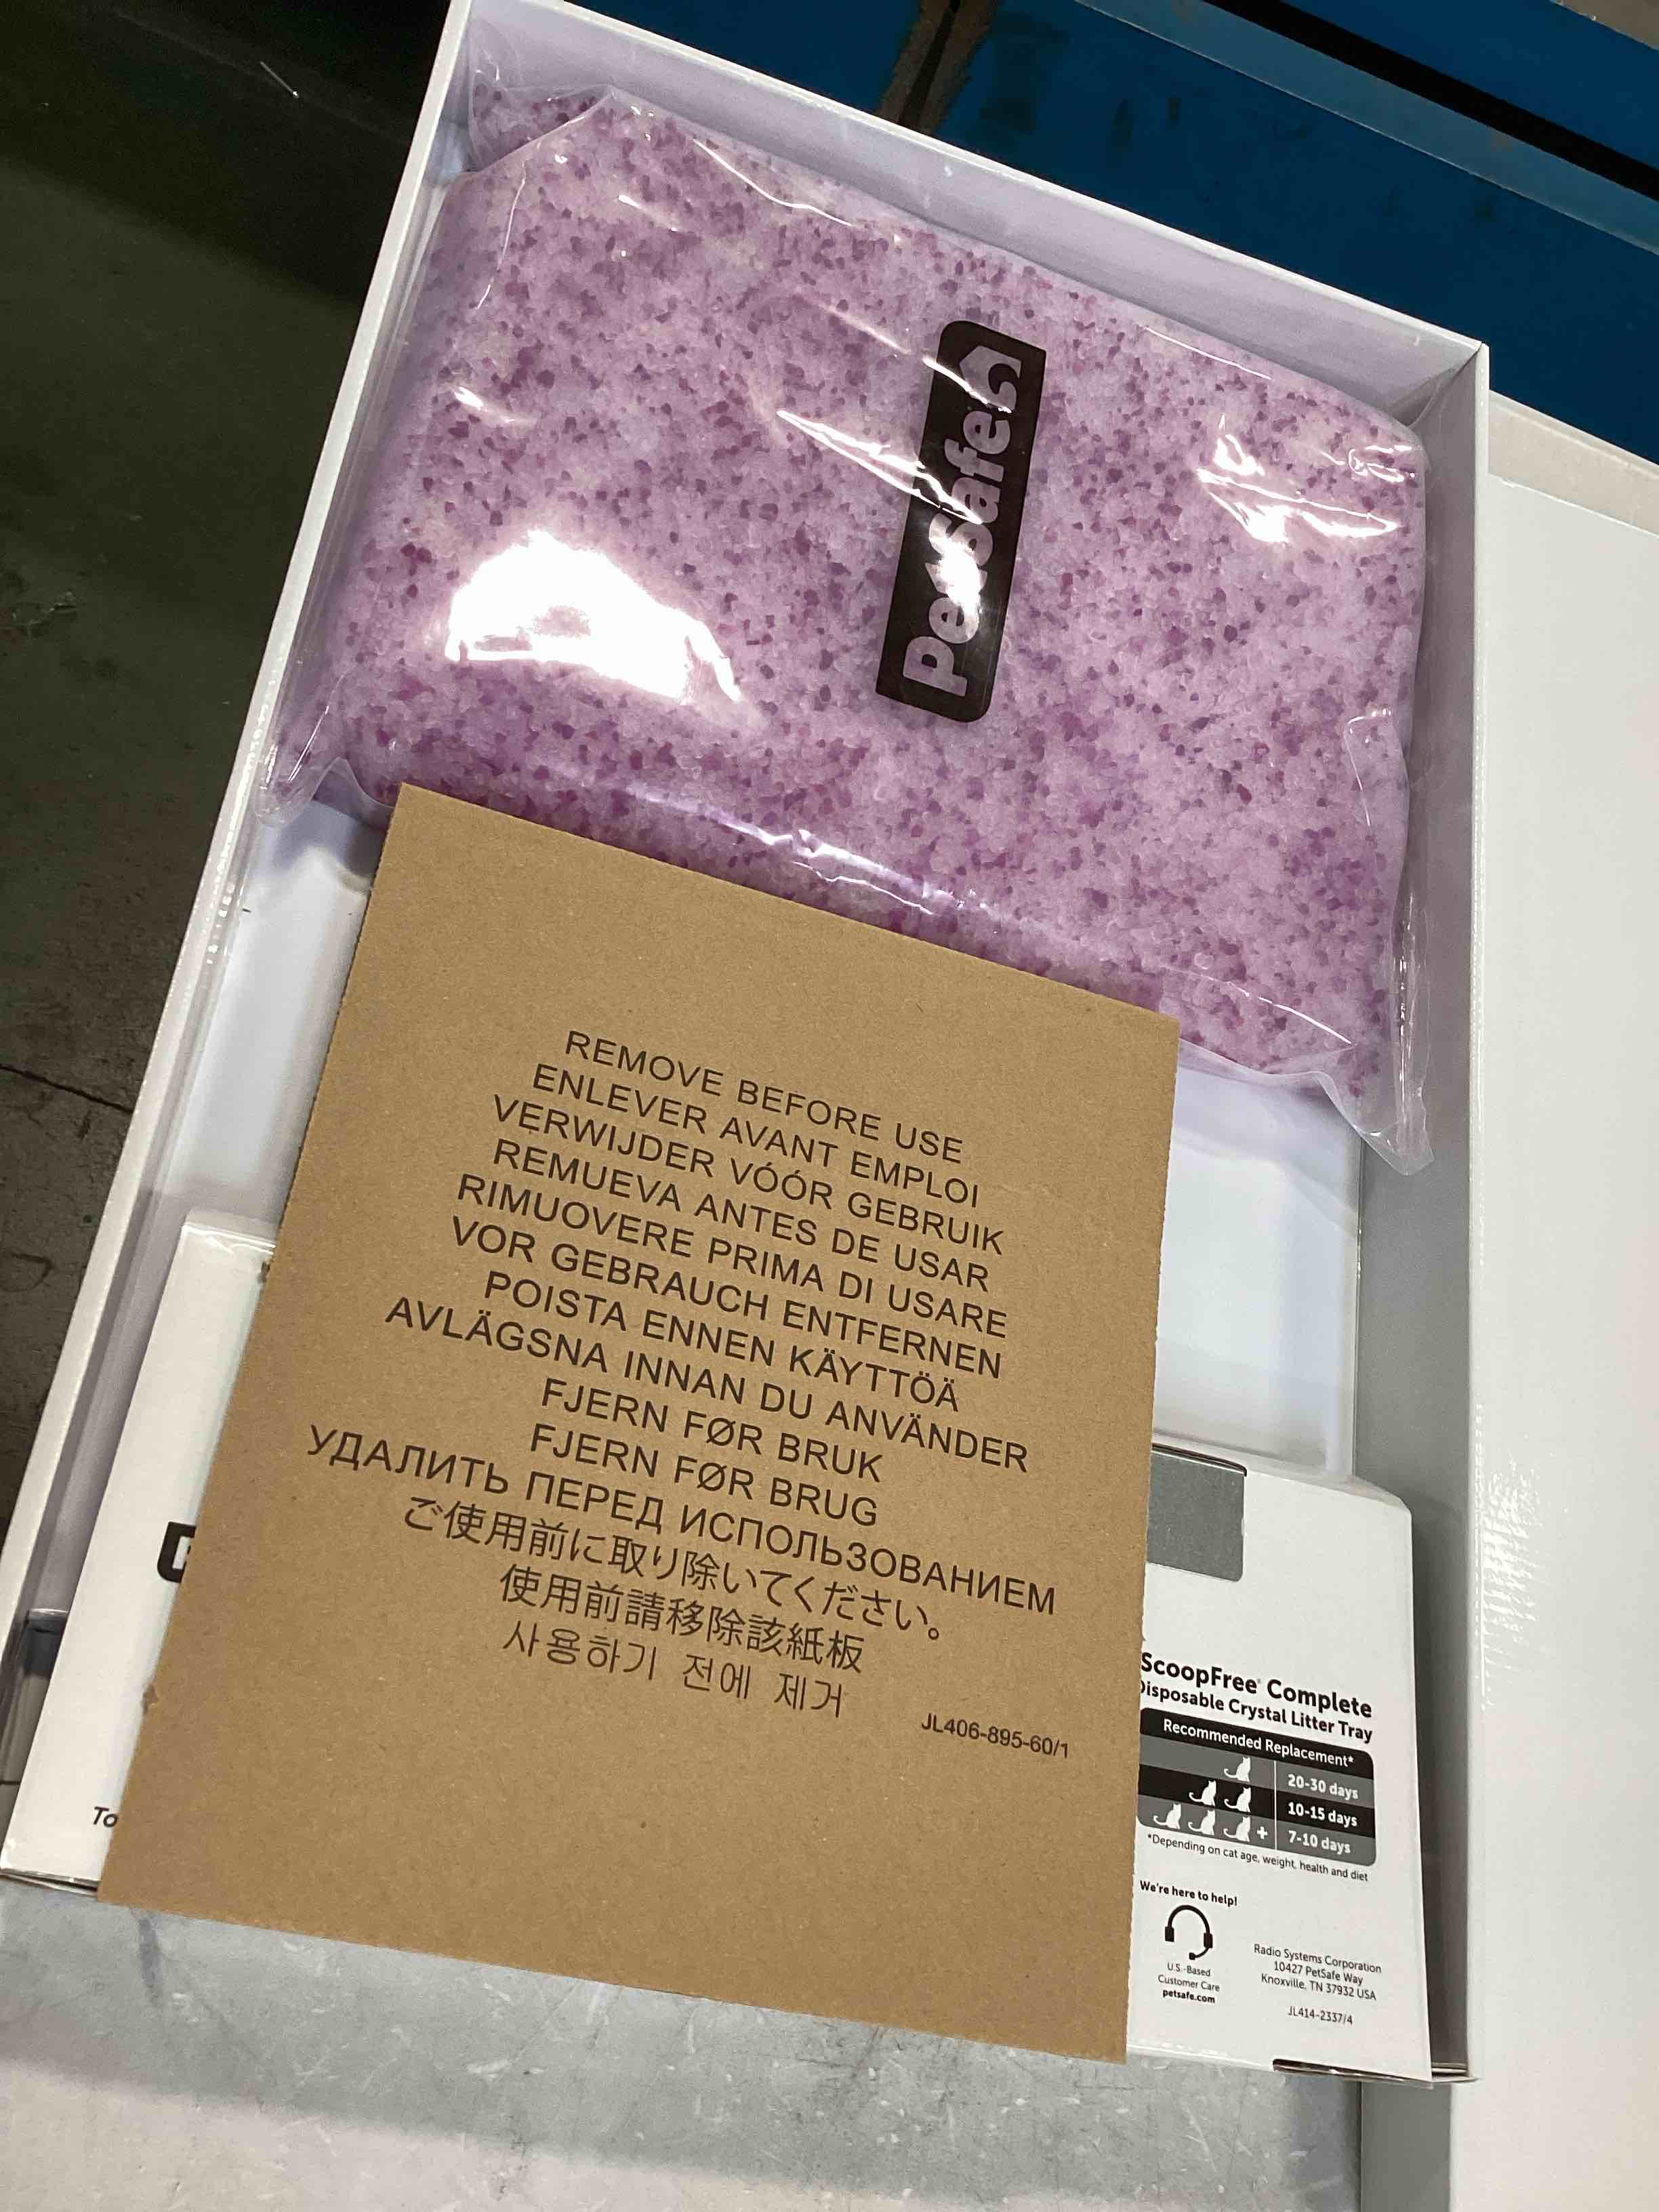 PetSafe
REMOVE BEFORE USE
ENLEVER AVANT EMPLOI
VERWIJDER VÓÓR GEBRUIK
REMUEVA ANTES DE USAR
RIMUOVERE PRIMA DI USARE
VOR GEBRAUCH ENTFERNEN
POISTA ENNEN KÄYTTÖÄ
AVLÄGSNA INNAN DU ANVÄNDER
FJERN FØR BRUK
FJERN FØR BRUG
УДАЛИТЬ ПЕРЕД ИСПОЛЬЗОВАНИЕМ
ご使用前に取り除いてください。
使用前請移除該紙板
사용하기 전에 제거
JL406-895-60/1
To
ScoopFree Complete
Disposable Crystal Litter Tray
Recommended Replacement*
20-30 days
10-15 days
+ 7-10 days
*Depending on cat age, weight, health and diet
We're here to help!
U.S.-Based
Customer Care
petsafe.com
Radio Systems Corporation
10427 PetSafe Way
Knoxville, TN 37932 USA
JL414-2337/4